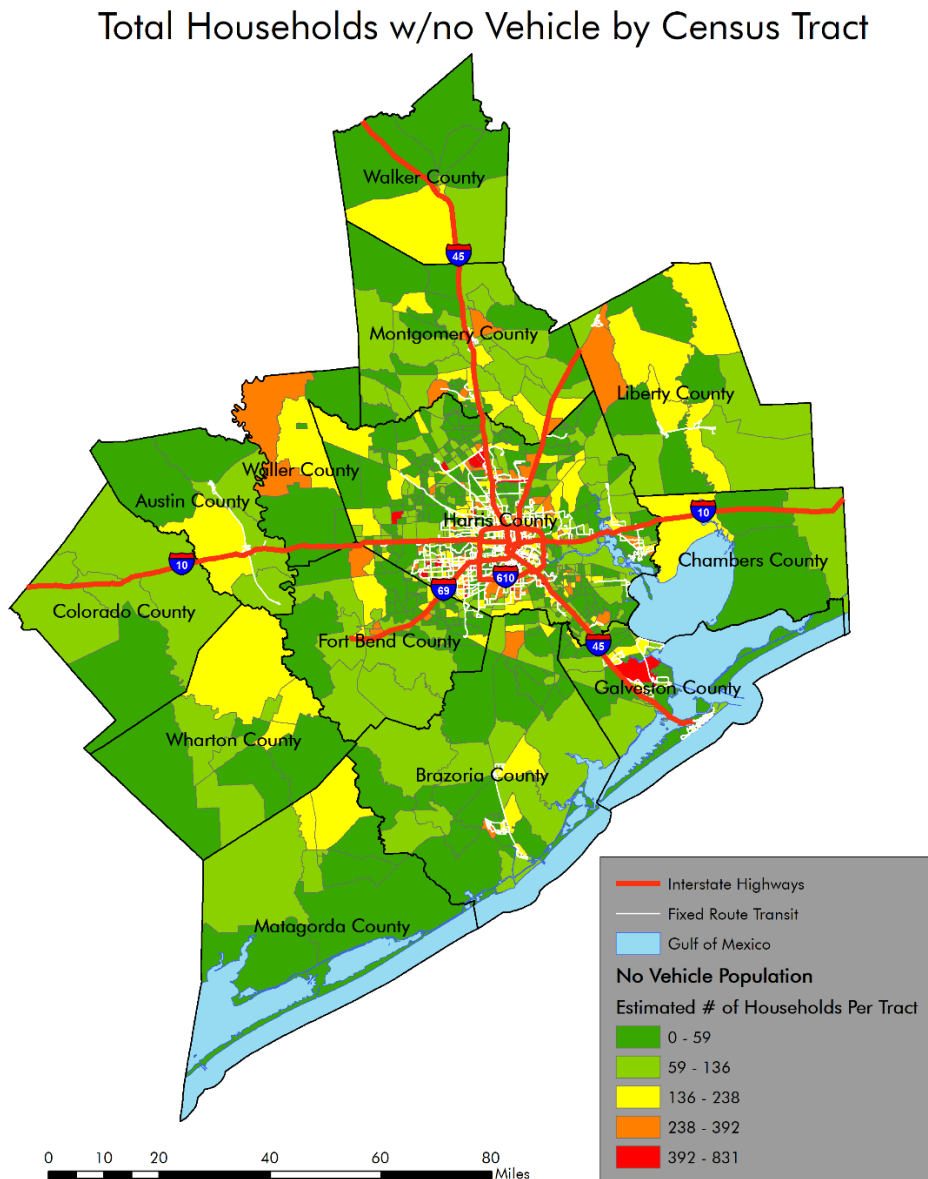 Total Households w/no Vehicle by Census Tract
Walker County
45
Montgomery County
Liberty County
Waller County
Austin County
Harris County
10
10
Chambers County
Colorado County
69
610
Fort Bend County
45
Galveston County
Wharton County
Brazoria County
Matagorda County
Interstate Highways
Fixed Route Transit
Gulf of Mexico
No Vehicle Population
Estimated # of Households Per Tract
0 - 59
59 - 136
136 - 238
238 - 392
392 - 831
0 10 20 40 60 80
Miles